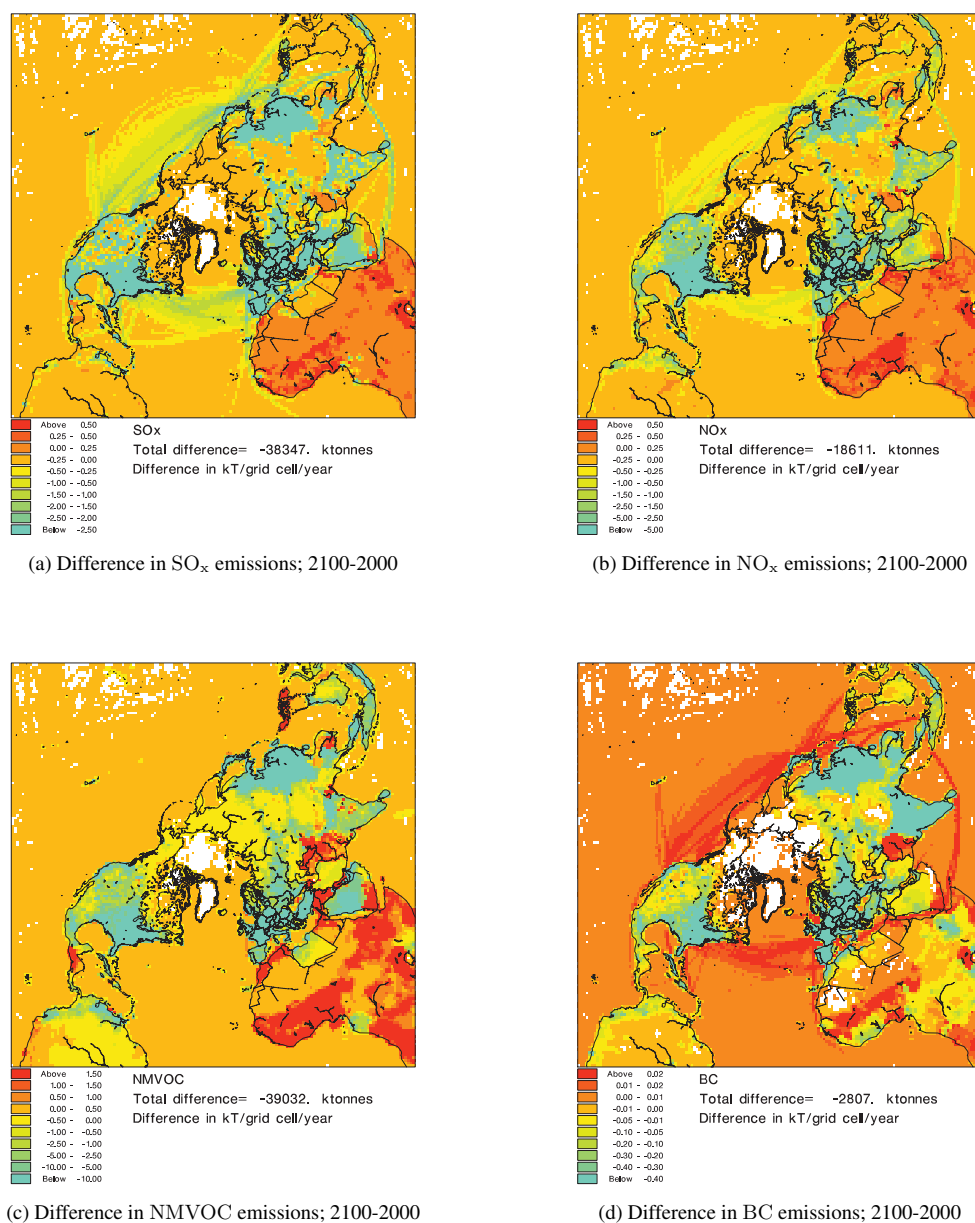 Above 0.50
0.25 - 0.50
0.00 - 0.25
-0.25 - 0.00
-0.50 - -0.25
-1.00 - -0.50
-1.50 - -1.00
-2.00 - -1.50
-2.50 - -2.00
Below -2.50
SOx
Total difference= -38347. ktonnes
Difference in kT/grid cell/year
(a) Difference in SOₓ emissions; 2100-2000
Above 0.50
0.25 - 0.50
0.00 - 0.25
-0.25 - 0.00
-0.50 - -0.25
-1.00 - -0.50
-1.50 - -1.00
-2.50 - -1.50
-5.00 - -2.50
Below -5.00
NOx
Total difference= -18611. ktonnes
Difference in kT/grid cell/year
(b) Difference in NOₓ emissions; 2100-2000
Above 1.50
1.00 - 1.50
0.50 - 1.00
0.00 - 0.50
-0.50 - 0.00
-1.00 - -0.50
-2.50 - -1.00
-5.00 - -2.50
-10.00 - -5.00
Below -10.00
NMVOC
Total difference= -39032. ktonnes
Difference in kT/grid cell/year
(c) Difference in NMVOC emissions; 2100-2000
Above 0.02
0.01 - 0.02
0.00 - 0.01
-0.01 - 0.00
-0.05 - -0.01
-0.10 - -0.05
-0.20 - -0.10
-0.30 - -0.20
-0.40 - -0.30
Below -0.40
BC
Total difference= -2807. ktonnes
Difference in kT/grid cell/year
(d) Difference in BC emissions; 2100-2000